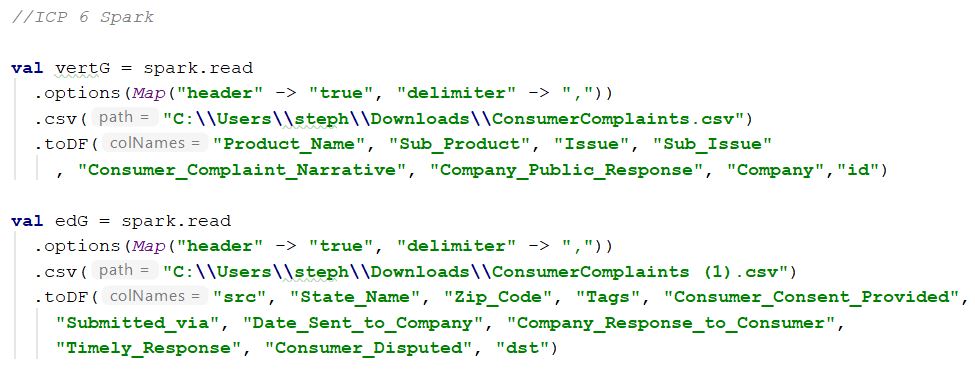 //ICP 6 Spark
val vertG = spark.read
.options(Map("header" -> "true", "delimiter" -> ","))
.csv( path = "C:\\Users\\steph\\Downloads\\ConsumerComplaints.csv")
.toDF( colNames = "Product_Name", "Sub_Product", "Issue", "Sub_Issue"
, "Consumer_Complaint_Narrative", "Company_Public_Response", "Company","id")
val edG = spark.read
.options(Map("header" -> "true", "delimiter" -> ","))
.csv( path = "C:\\Users\\steph\\Downloads\\ConsumerComplaints (1).csv")
.toDF( colNames = "src", "State_Name", "Zip_Code", "Tags", "Consumer_Consent_Provided",
"Submitted_via", "Date_Sent_to_Company", "Company_Response_to_Consumer",
"Timely_Response", "Consumer_Disputed", "dst")